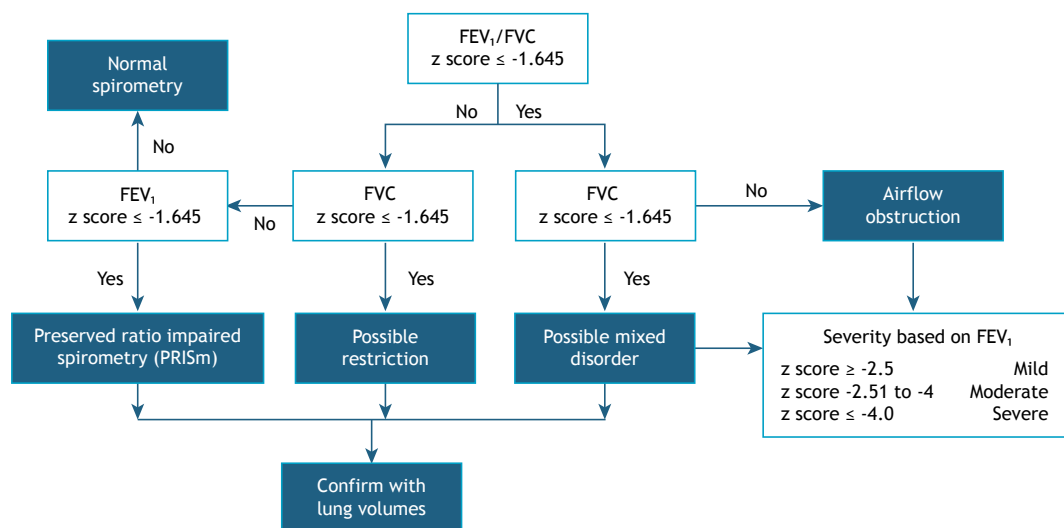 FEV₁/FVC
z score ≤ -1.645
Normal
spirometry
No
Yes
No
FEV₁
z score ≤ -1.645
No
FVC
z score ≤ -1.645
FVC
z score ≤ -1.645
No
Airflow
obstruction
Yes
Yes
Yes
Preserved ratio impaired
spirometry (PRISm)
Possible
restriction
Possible mixed
disorder
Severity based on FEV₁
z score ≥ -2.5 Mild
z score -2.51 to -4 Moderate
z score ≤ -4.0 Severe
Confirm with
lung volumes